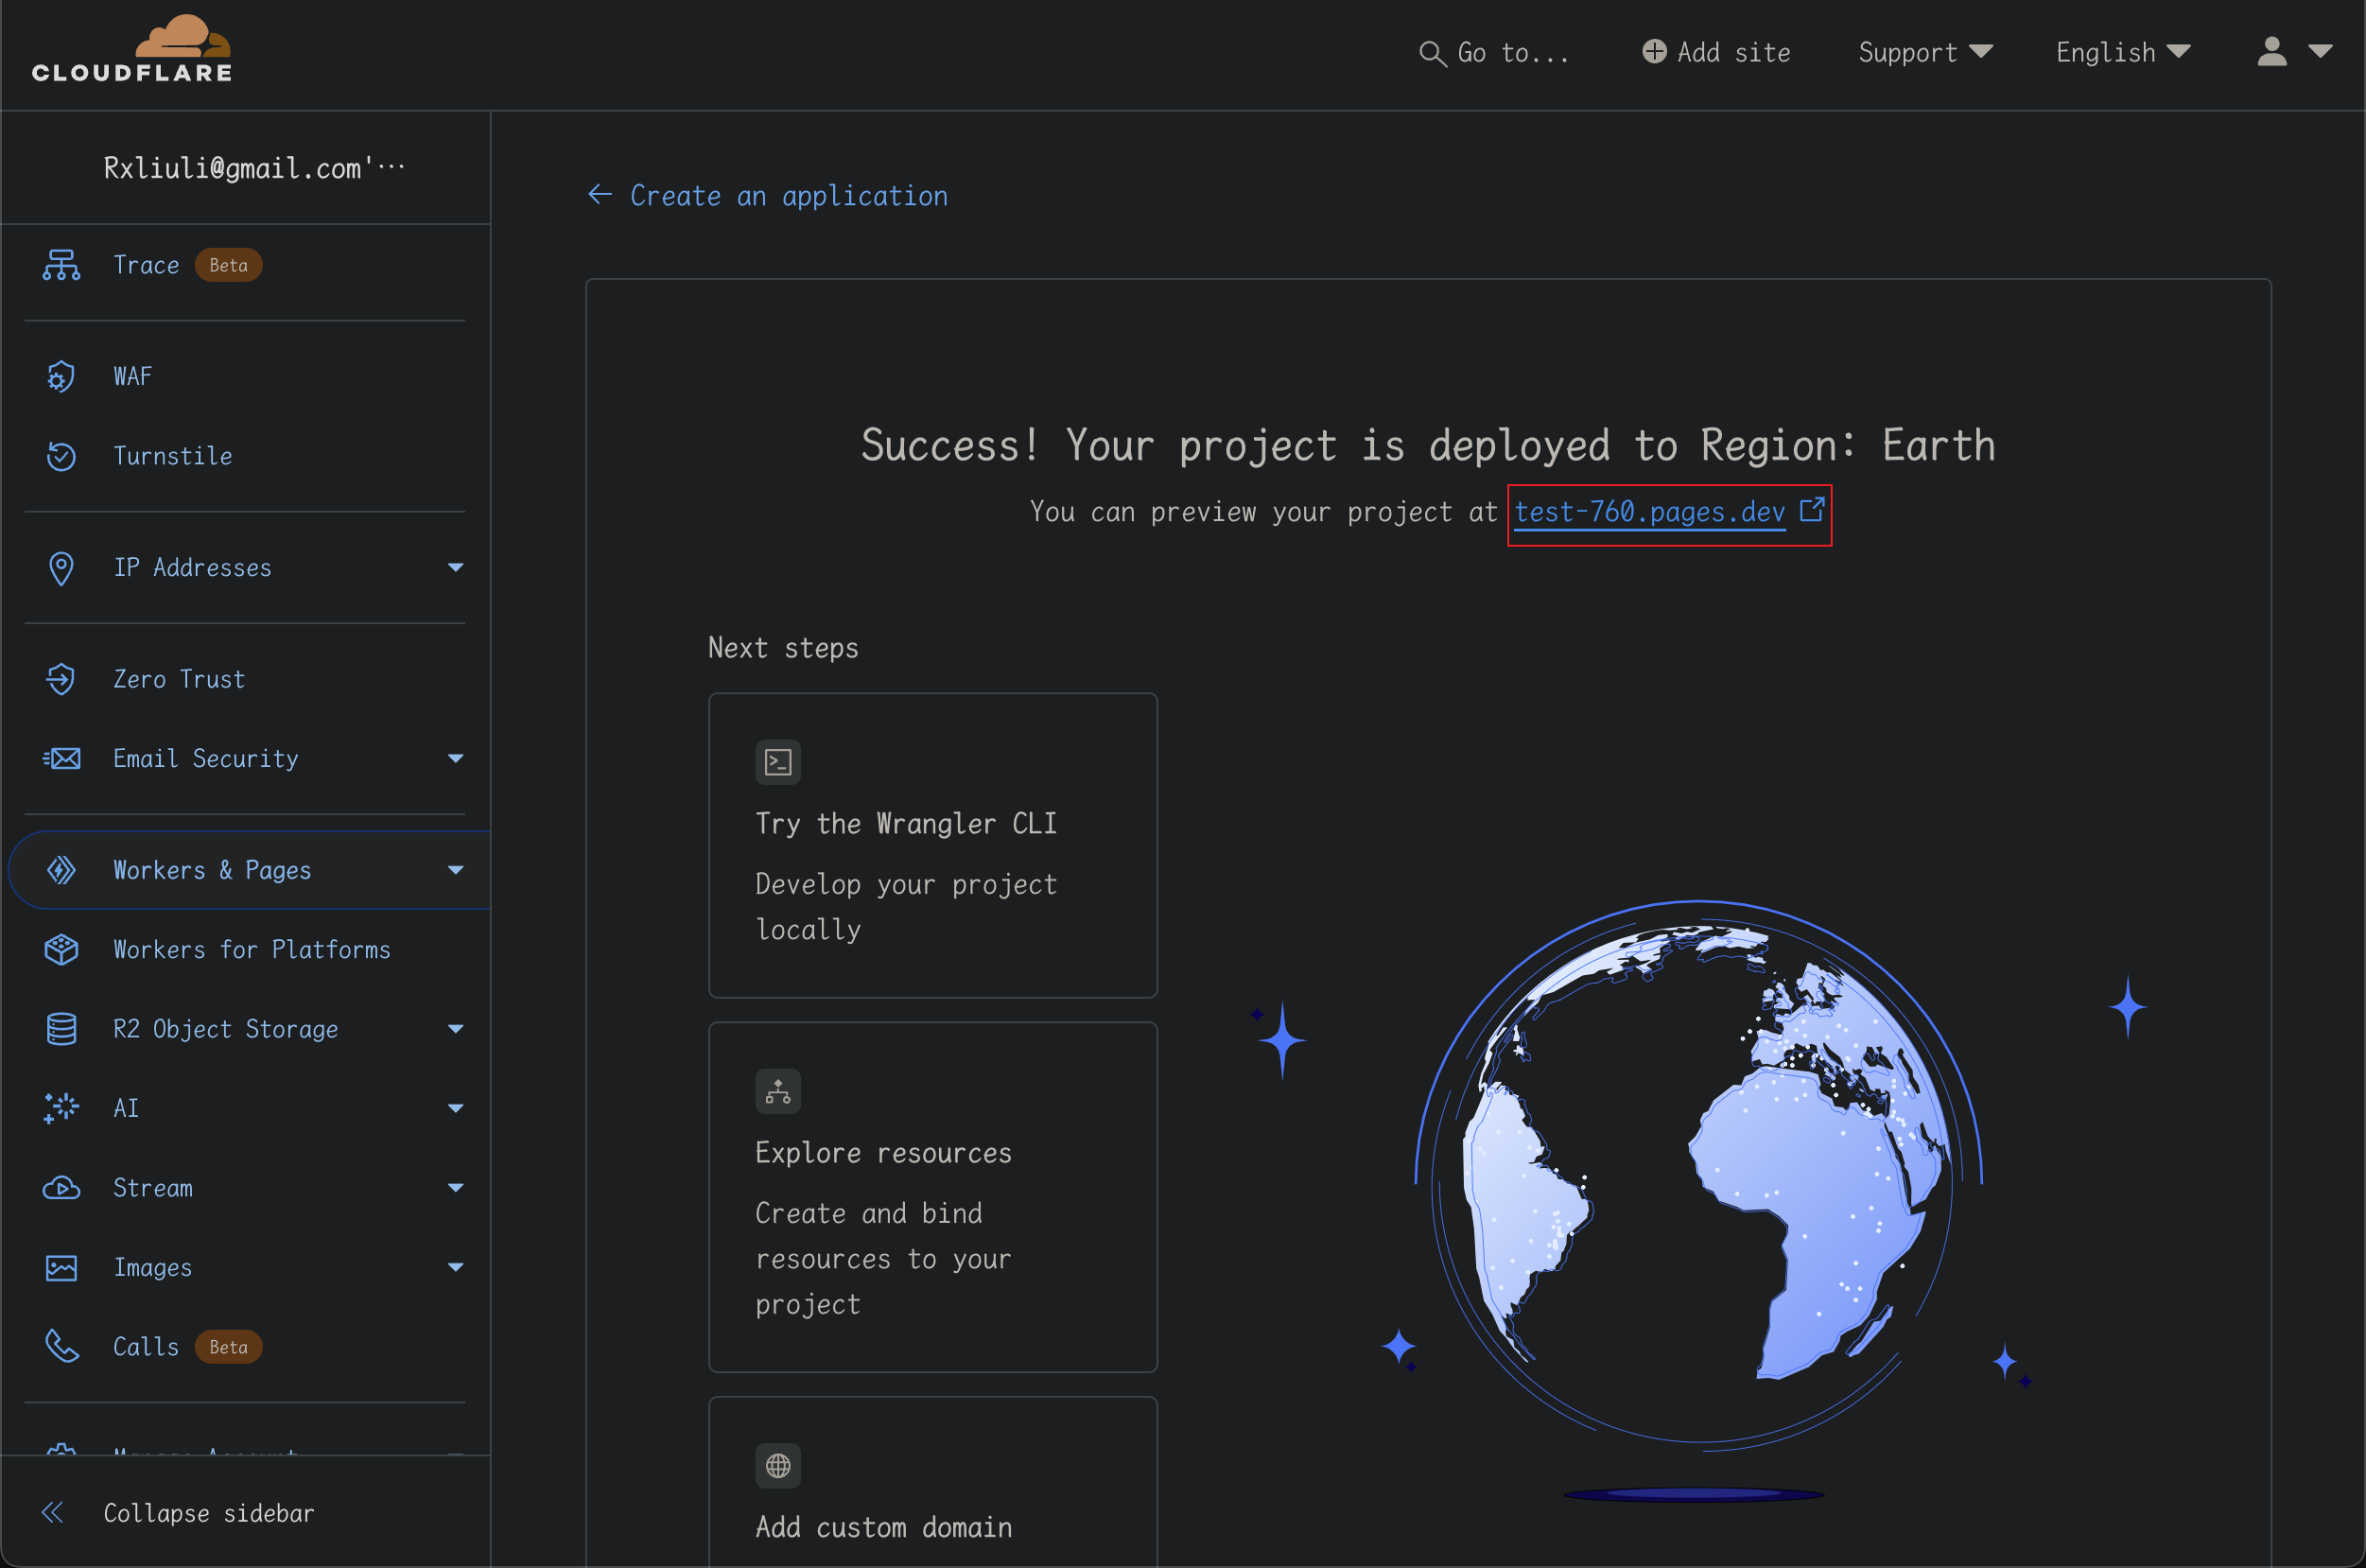 CLOUDFLARE
Go to...
Add site
Support
English
Rxliuli@gmail.com'...
Trace Beta
WAF
Turnstile
IP Addresses
Zero Trust
Email Security
Workers & Pages
Workers for Platforms
R2 Object Storage
AI
Stream
Images
Calls Beta
Manage Account
Collapse sidebar
← Create an application
Success! Your project is deployed to Region: Earth
You can preview your project at test-760.pages.dev
Next steps
Try the Wrangler CLI
Develop your project
locally
Explore resources
Create and bind
resources to your
project
Add custom domain